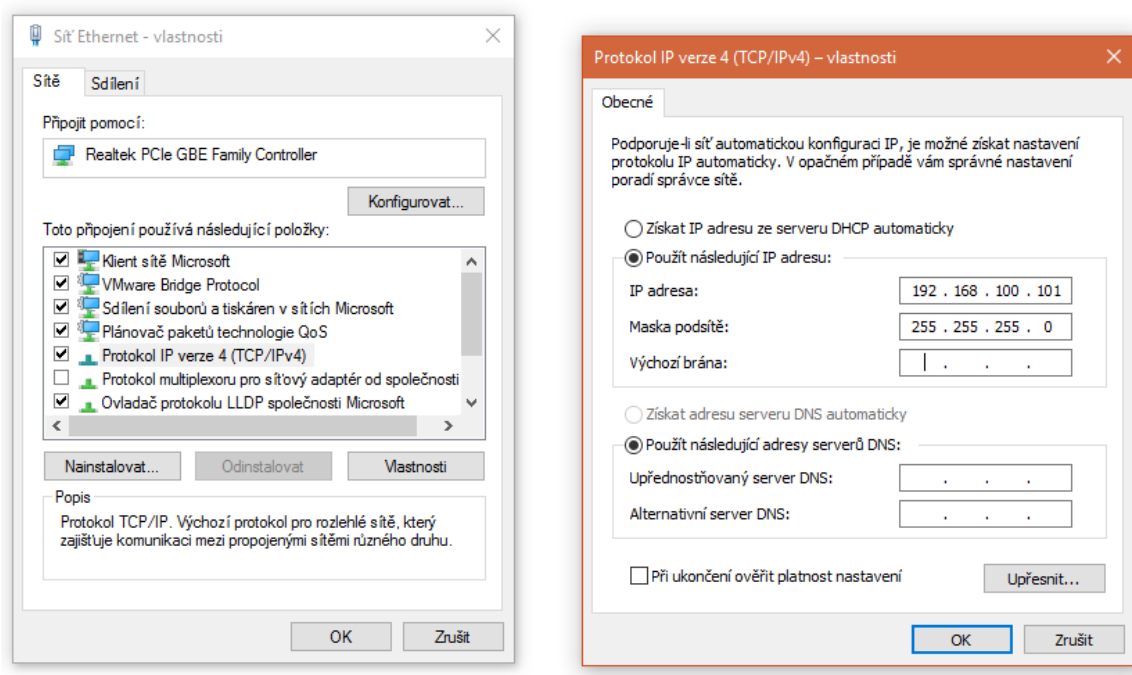 Síť Ethernet - vlastnosti
Sítě
Sdílení
Připojit pomocí:
Realtek PCIe GBE Family Controller
Konfigurovat...
Toto připojení používá následující položky:
Klient sítě Microsoft
VMware Bridge Protocol
Sdílení souborů a tiskáren v sítích Microsoft
Plánovač paketů technologie QoS
Protokol IP verze 4 (TCP/IPv4)
Protokol multiplexoru pro síťový adaptér od společnosti
Ovladač protokolu LLDP společnosti Microsoft
Nainstalovat...
Odinstalovat
Vlastnosti
Popis
Protokol TCP/IP. Výchozí protokol pro rozlehlé sítě, který
zajišťuje komunikaci mezi propojenými sítěmi různého druhu.
OK
Zrušit
Protokol IP verze 4 (TCP/IPv4) – vlastnosti
Obecné
Podporuje-li síť automatickou konfiguraci IP, je možné získat nastavení
protokolu IP automaticky. V opačném případě vám správné nastavení
poradí správce sítě.
Získat IP adresu ze serveru DHCP automaticky
Použít následující IP adresu:
IP adresa: 192 . 168 . 100 . 101
Maska podsítě: 255 . 255 . 255 . 0
Výchozí brána: . . .
Získat adresu serveru DNS automaticky
Použít následující adresy serverů DNS:
Upřednostňovaný server DNS: . . .
Alternativní server DNS: . . .
Při ukončení ověřit platnost nastavení
Upřesnit...
OK
Zrušit